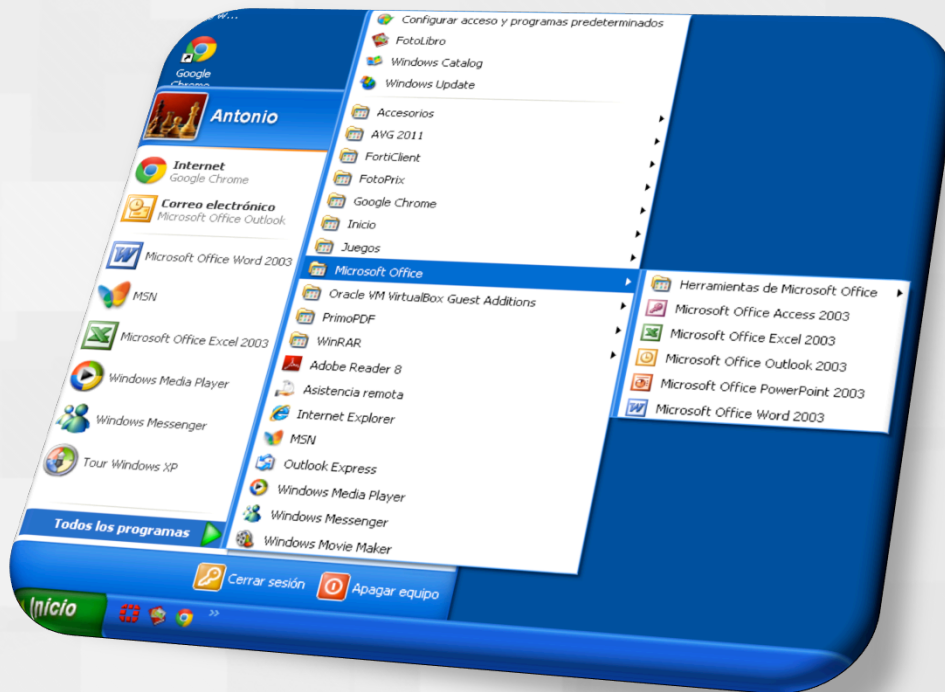 Google
Chrome
Antonio
Internet
Google Chrome
Correo electrónico
Microsoft Office Outlook
Microsoft Office Word 2003
MSN
Microsoft Office Excel 2003
Windows Media Player
Windows Messenger
Tour Windows XP
Todos los programas
Configurar acceso y programas predeterminados
FotoLibro
Windows Catalog
Windows Update
Accesorios
AVG 2011
FortiClient
FotoPrix
Google Chrome
Inicio
Juegos
Microsoft Office
Oracle VM VirtualBox Guest Additions
PrimoPDF
WinRAR
Adobe Reader 8
Asistencia remota
Internet Explorer
MSN
Outlook Express
Windows Media Player
Windows Messenger
Windows Movie Maker
Herramientas de Microsoft Office
Microsoft Office Access 2003
Microsoft Office Excel 2003
Microsoft Office Outlook 2003
Microsoft Office PowerPoint 2003
Microsoft Office Word 2003
Cerrar sesión
Apagar equipo
Inicio